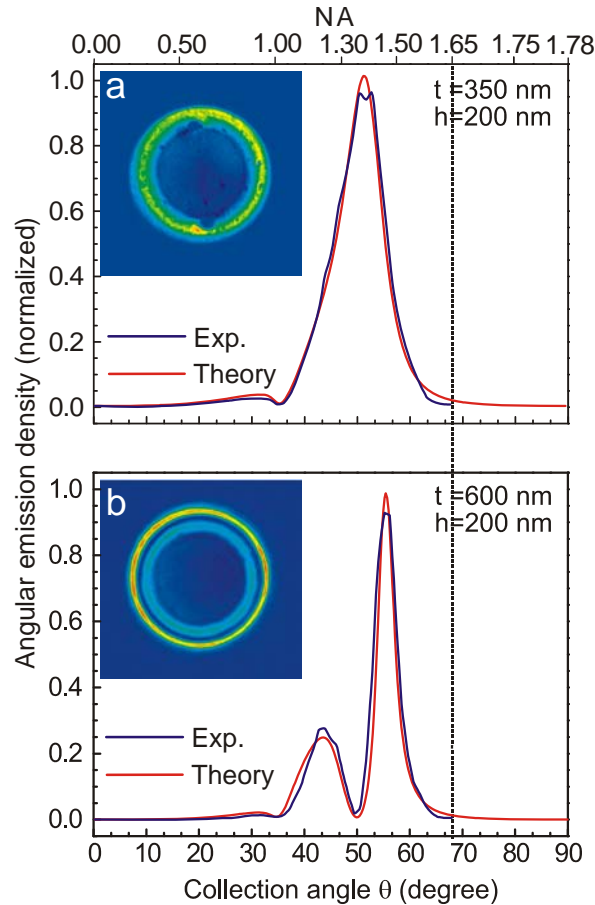 NA
0.00 0.60 1.00 1.30 1.50 1.65 1.75 1.78
a
t =350 nm
h=200 nm
1.0
0.8
0.6
0.4
0.2
0.0
Exp.
Theory
Angular emission density (normalized)
b
t =600 nm
h=200 nm
1.0
0.8
0.6
0.4
0.2
0.0
Exp.
Theory
0 10 20 30 40 50 60 70 80 90
Collection angle θ (degree)